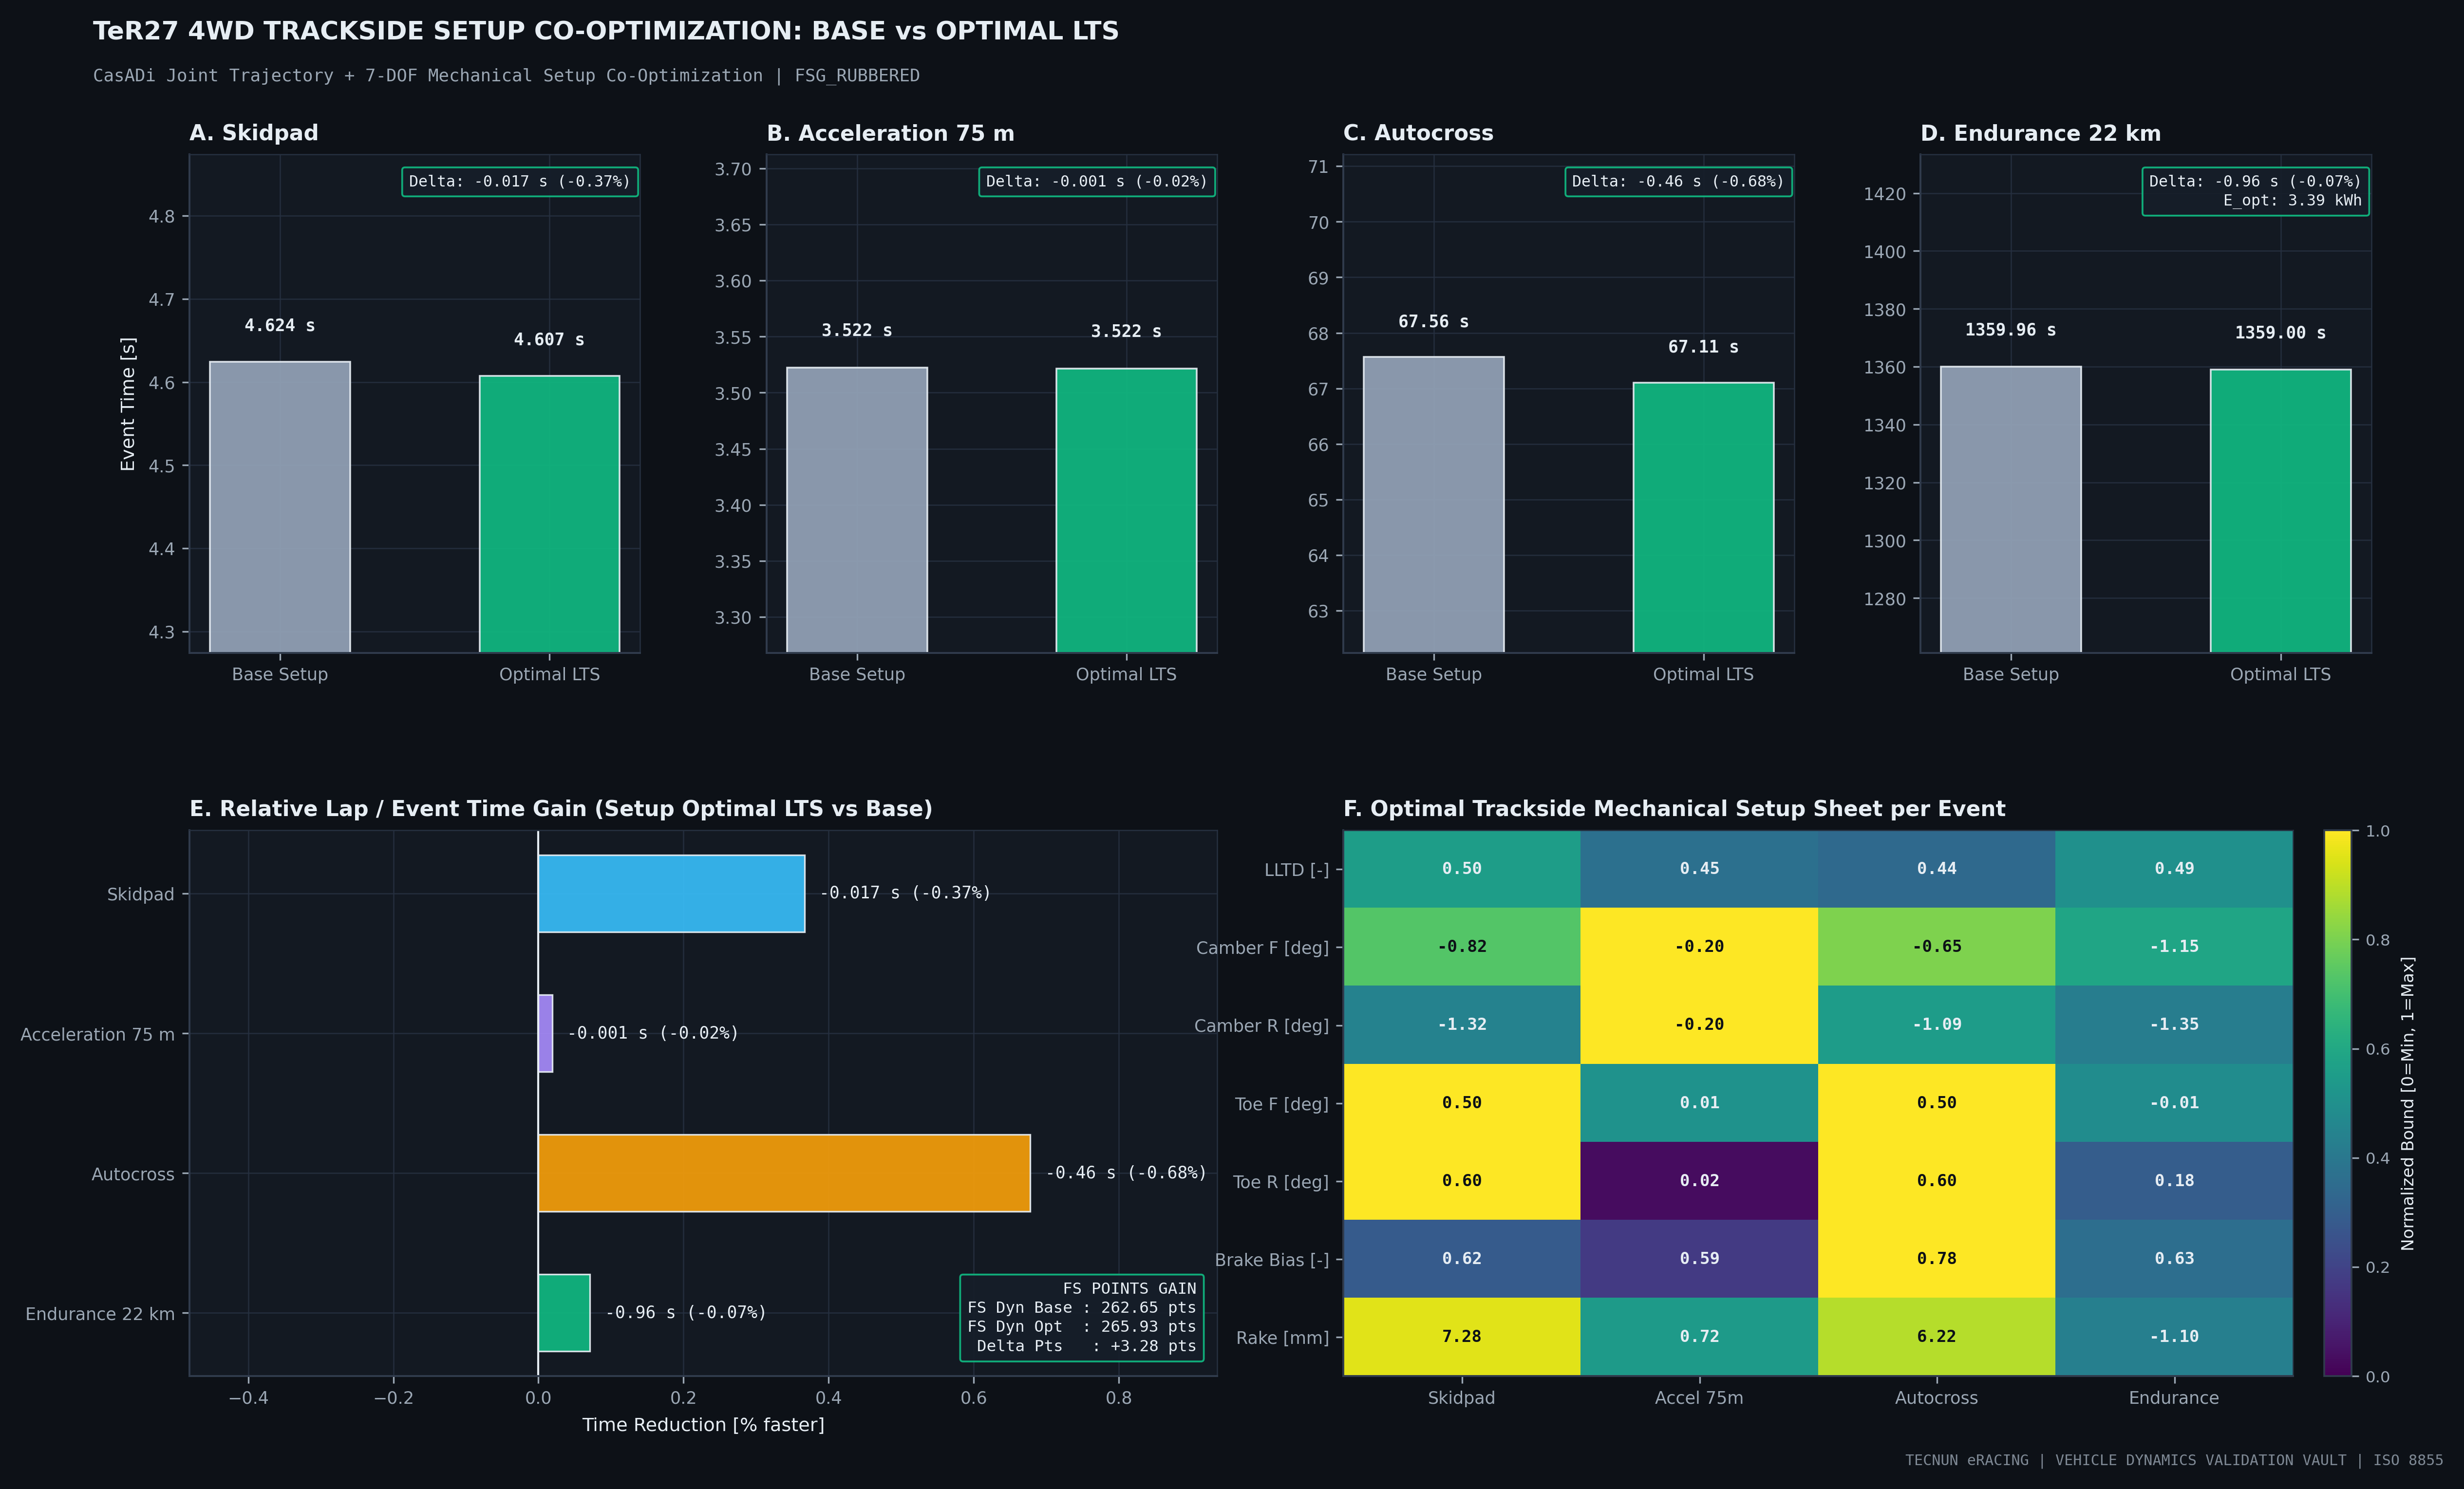 TeR27 4WD TRACKSIDE SETUP CO-OPTIMIZATION: BASE vs OPTIMAL LTS
CasADi Joint Trajectory + 7-DOF Mechanical Setup Co-Optimization | FSG_RUBBERED
A. Skidpad
Delta: -0.017 s (-0.37%)
4.8
4.7
4.6
4.5
4.4
4.3
Event Time [s]
4.624 s
4.607 s
Base Setup
Optimal LTS
B. Acceleration 75 m
Delta: -0.001 s (-0.02%)
3.70
3.65
3.60
3.55
3.50
3.45
3.40
3.35
3.30
3.522 s
3.522 s
Base Setup
Optimal LTS
C. Autocross
Delta: -0.46 s (-0.68%)
71
70
69
68
67
66
65
64
63
67.56 s
67.11 s
Base Setup
Optimal LTS
D. Endurance 22 km
Delta: -0.96 s (-0.07%)
E_opt: 3.39 kWh
1420
1400
1380
1360
1340
1320
1300
1280
1359.96 s
1359.00 s
Base Setup
Optimal LTS
E. Relative Lap / Event Time Gain (Setup Optimal LTS vs Base)
Skidpad
-0.017 s (-0.37%)
Acceleration 75 m
-0.001 s (-0.02%)
Autocross
-0.46 s (-0.68%)
Endurance 22 km
-0.96 s (-0.07%)
FS POINTS GAIN
FS Dyn Base : 262.65 pts
FS Dyn Opt  : 265.93 pts
Delta Pts   : +3.28 pts
−0.4 −0.2 0.0 0.2 0.4 0.6 0.8
Time Reduction [% faster]
F. Optimal Trackside Mechanical Setup Sheet per Event
LLTD [-] 0.50 0.45 0.44 0.49
Camber F [deg] -0.82 -0.20 -0.65 -1.15
Camber R [deg] -1.32 -0.20 -1.09 -1.35
Toe F [deg] 0.50 0.01 0.50 -0.01
Toe R [deg] 0.60 0.02 0.60 0.18
Brake Bias [-] 0.62 0.59 0.78 0.63
Rake [mm] 7.28 0.72 6.22 -1.10
Skidpad Accel 75m Autocross Endurance
1.0
0.8
0.6
0.4
0.2
0.0
Normalized Bound [0=Min, 1=Max]
TECNUN eRACING | VEHICLE DYNAMICS VALIDATION VAULT | ISO 8855